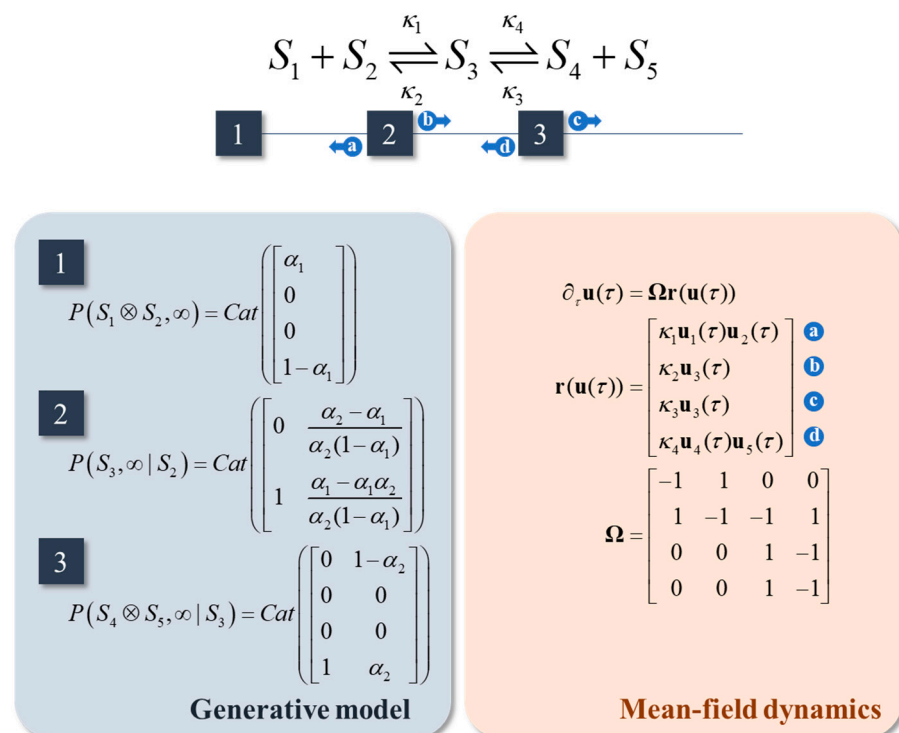 κ₁ κ₄
S₁ + S₂ ⇌ S₃ ⇌ S₄ + S₅
κ₂ κ₃
1 a 2 b d 3 c
1
P(S₁ ⊗ S₂, ∞) = Cat([α₁; 0; 0; 1−α₁])
2
P(S₃, ∞ | S₂) = Cat([0 (α₂ − α₁)/(α₂(1−α₁)); 1 (α₁ − α₁α₂)/(α₂(1−α₁))])
3
P(S₄ ⊗ S₅, ∞ | S₃) = Cat([0 1−α₂; 0 0; 0 0; 1 α₂])
Generative model
∂τu(τ) = Ωr(u(τ))
r(u(τ)) = [κ₁u₁(τ)u₂(τ); κ₂u₃(τ); κ₃u₃(τ); κ₄u₄(τ)u₅(τ)]
a
b
c
d
Ω = [−1 1 0 0; 1 −1 −1 1; 0 0 1 −1; 0 0 1 −1]
Mean-field dynamics